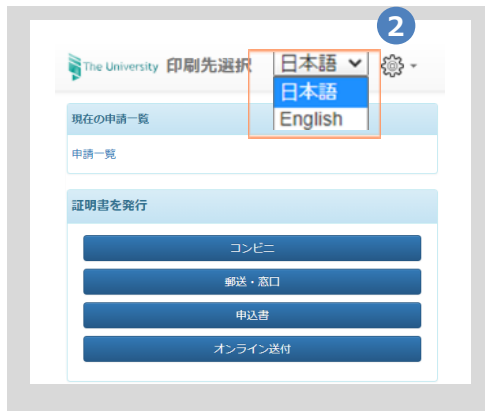 2
The University 印刷先選択 日本語
日本語
English
現在の申請一覧
申請一覧
証明書を発行
コンビニ
郵送・窓口
申込書
オンライン送付